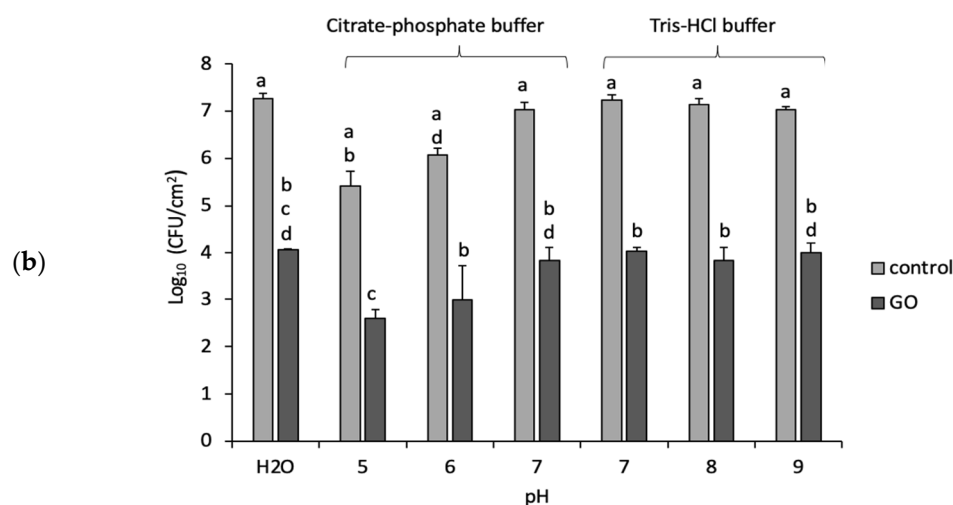 Citrate-phosphate buffer Tris-HCl buffer
8
7
6
5
4
3
2
1
0
Log₁₀ (CFU/cm²)
a
b
c
d
a
b
c
a
d
b
a
b
d
a
b
a
b
a
b
d
H2O 5 6 7 7 8 9
pH
control
GO
(b)